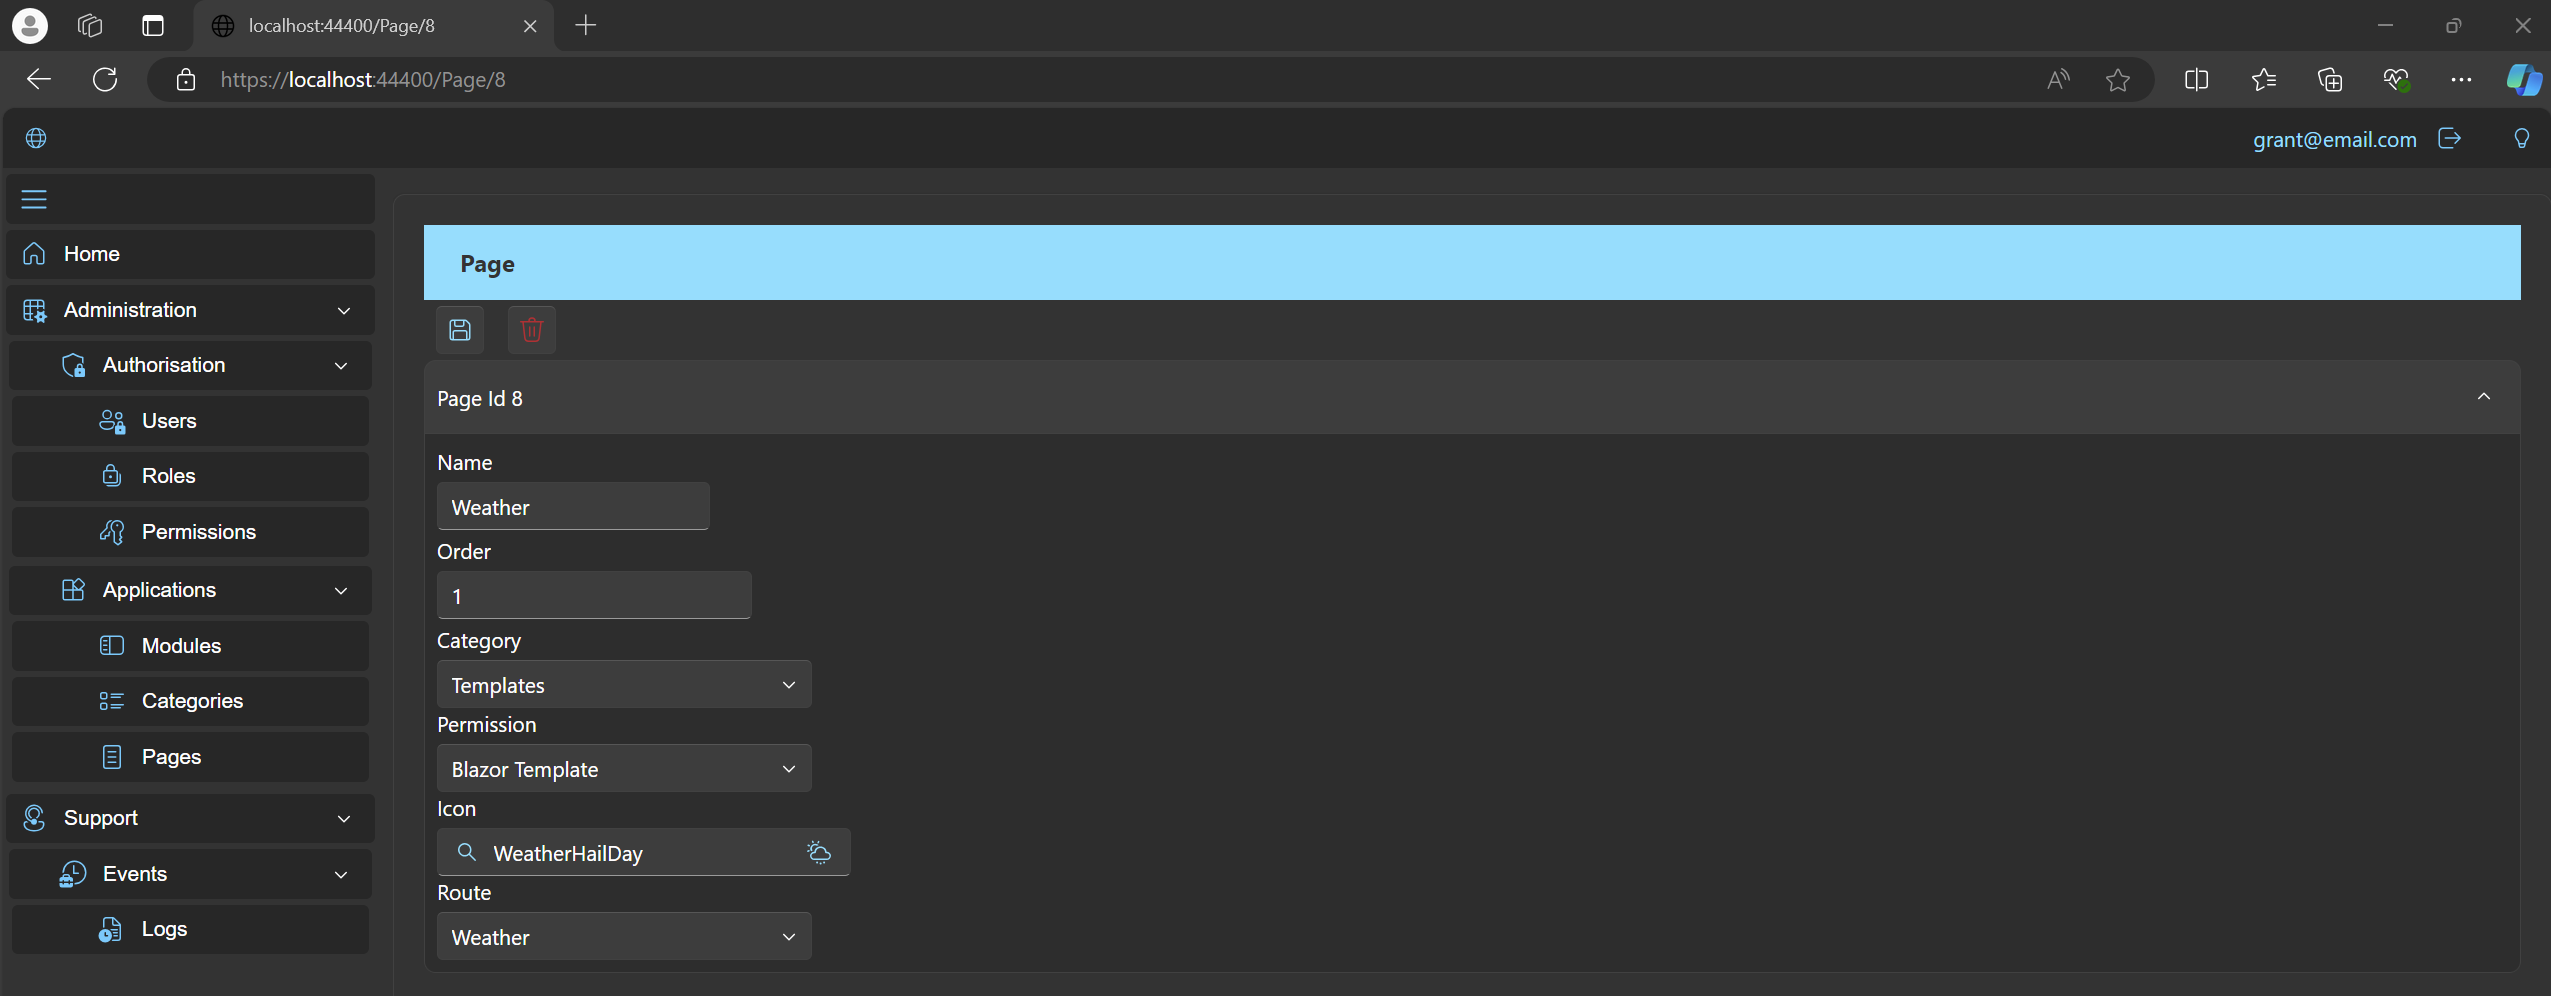 localhost:44400/Page/8
https://localhost:44400/Page/8
grant@email.com
Home
Administration
Authorisation
Users
Roles
Permissions
Applications
Modules
Categories
Pages
Support
Events
Logs
Page
Page Id 8
Name
Weather
Order
1
Category
Templates
Permission
Blazor Template
Icon
WeatherHailDay
Route
Weather